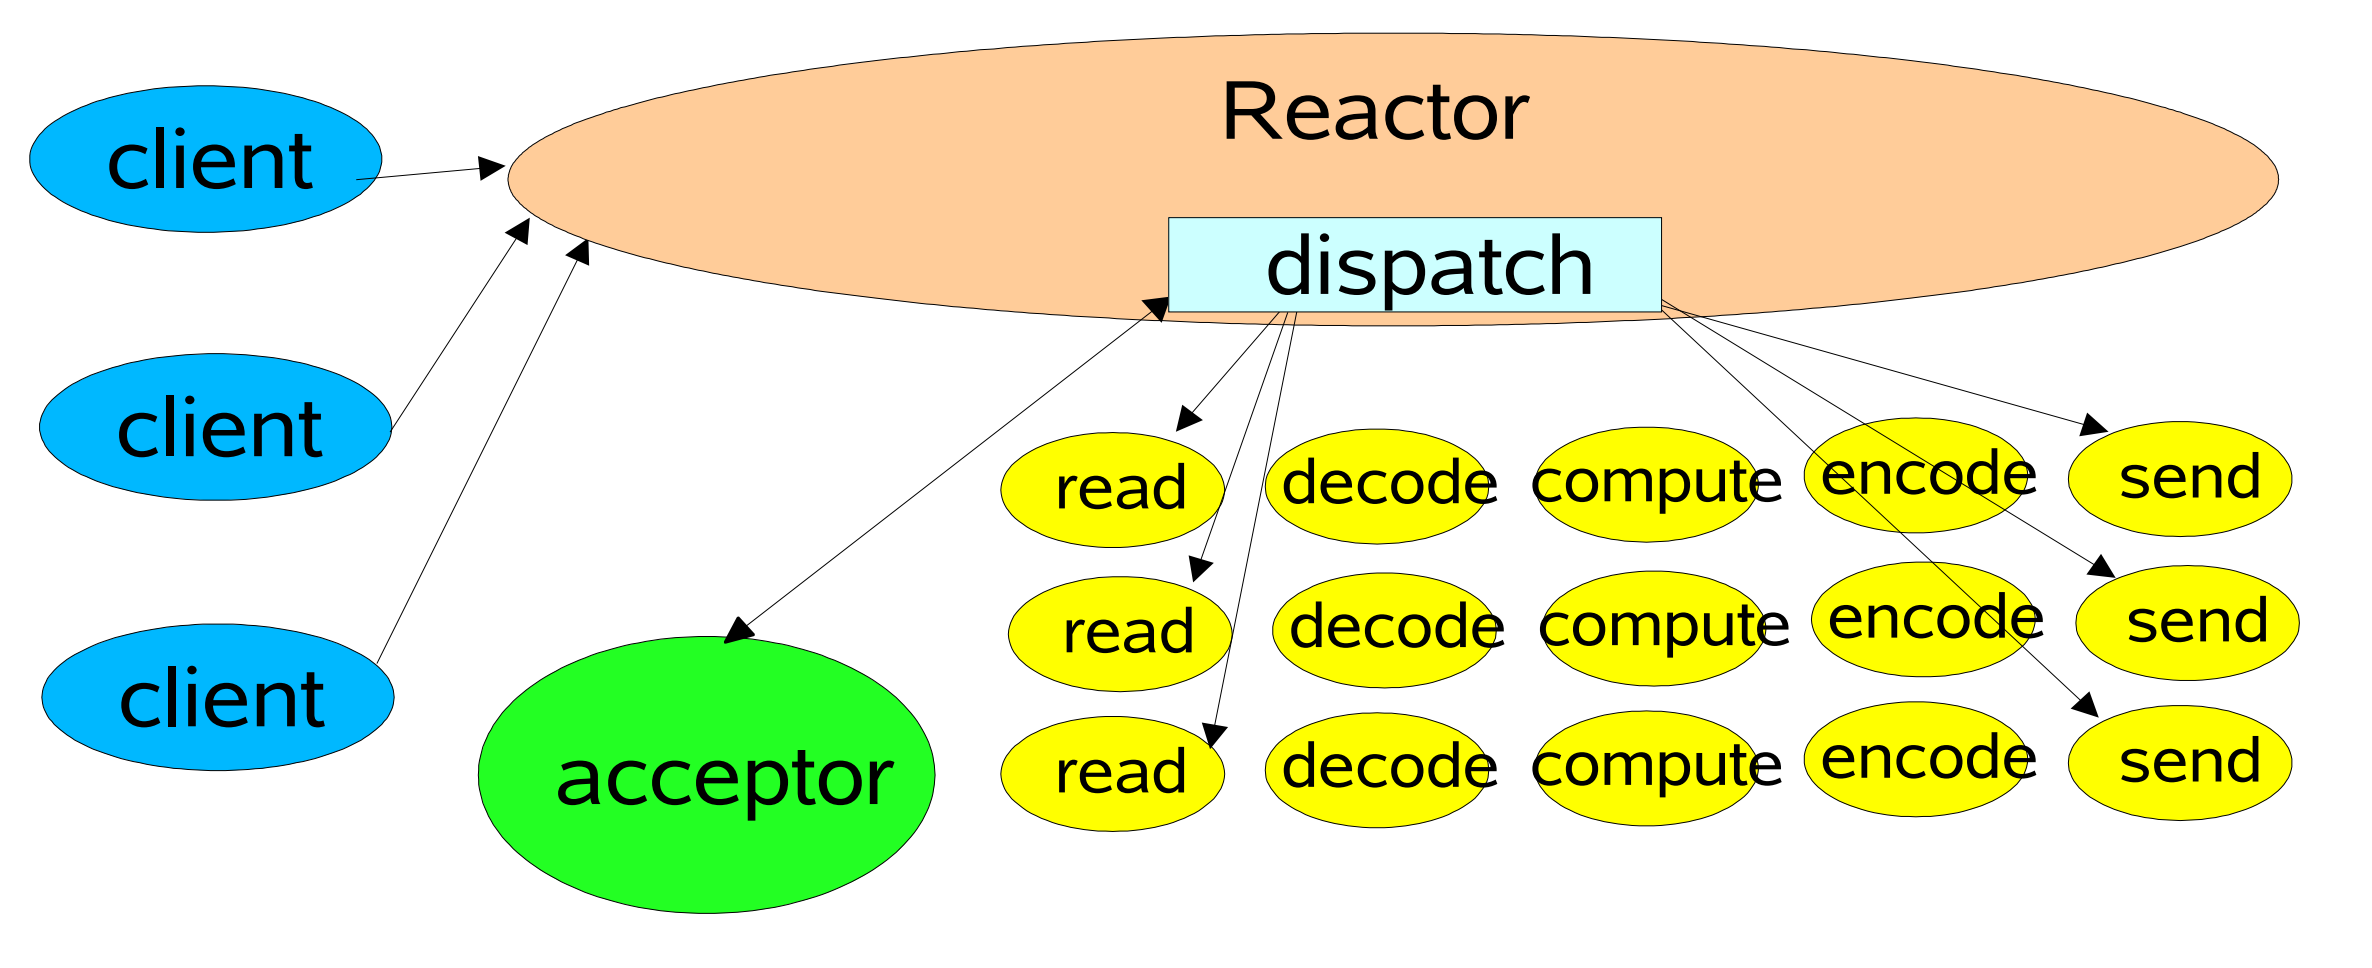 Reactor
client
dispatch
client
read decode compute encode send
read decode compute encode send
client
acceptor
read decode compute encode send